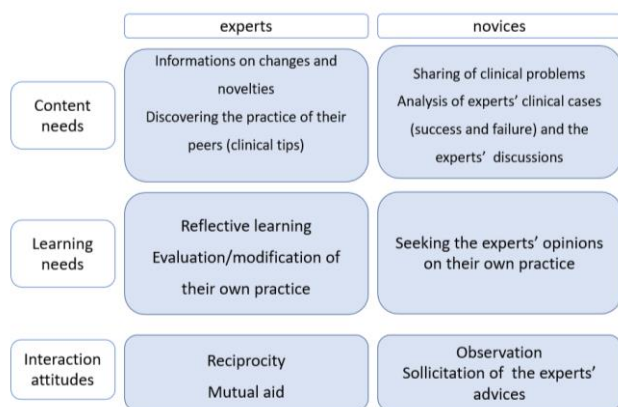 experts
novices
Content
needs
Informations on changes and
novelties
Discovering the practice of their
peers (clinical tips)
Sharing of clinical problems
Analysis of experts’ clinical cases
(success and failure) and the
experts’ discussions
Learning
needs
Reflective learning
Evaluation/modification of
their own practice
Seeking the experts’ opinions
on their own practice
Interaction
attitudes
Reciprocity
Mutual aid
Observation
Sollicitation of the experts’
advices